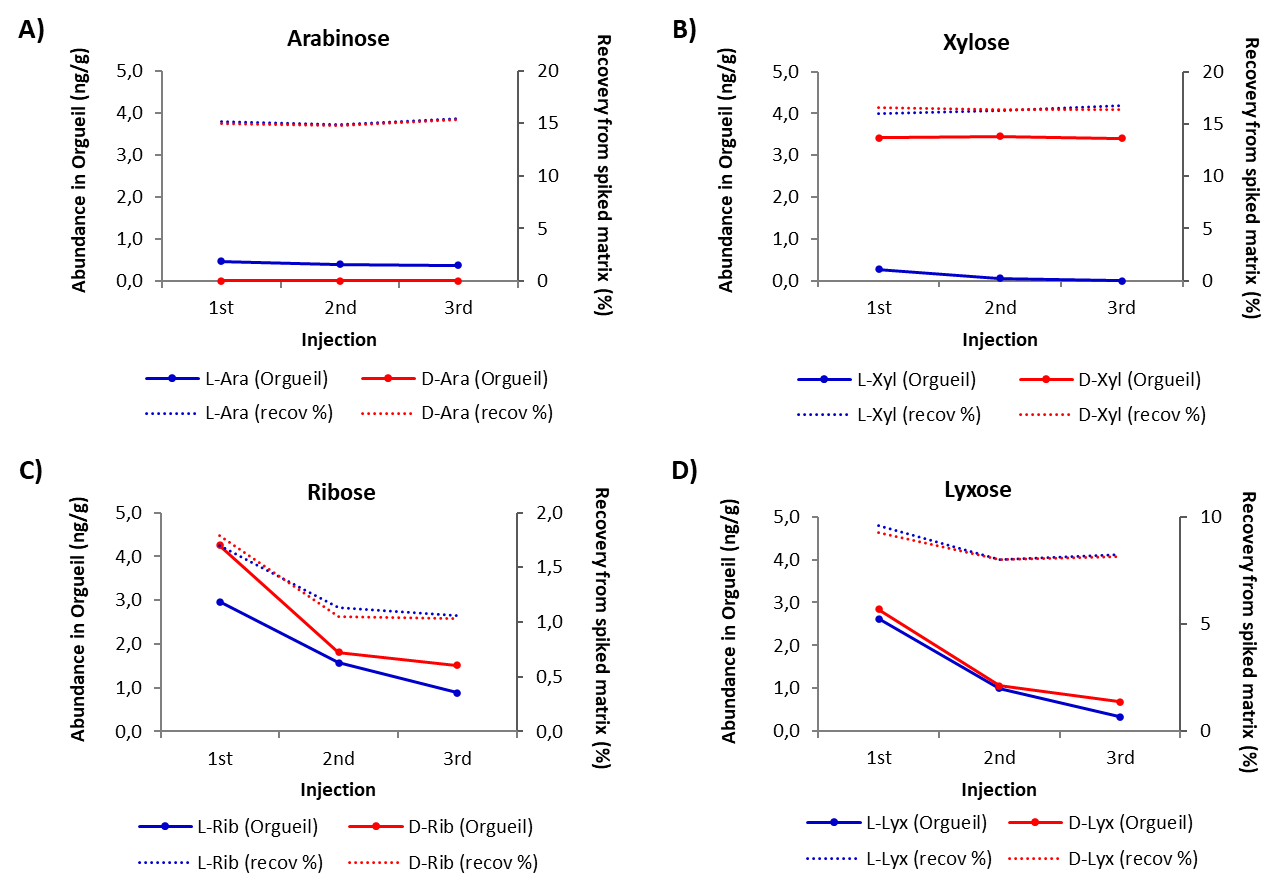 A)
Arabinose
Abundance in Orgueil (ng/g)
5,0
4,0
3,0
2,0
1,0
0,0
20
15
10
5
0
Recovery from spiked matrix (%)
1st 2nd 3rd
Injection
L-Ara (Orgueil) D-Ara (Orgueil)
L-Ara (recov %) D-Ara (recov %)
B)
Xylose
Abundance in Orgueil (ng/g)
5,0
4,0
3,0
2,0
1,0
0,0
20
15
10
5
0
Recovery from spiked matrix (%)
1st 2nd 3rd
Injection
L-Xyl (Orgueil) D-Xyl (Orgueil)
L-Xyl (recov %) D-Xyl (recov %)
C)
Ribose
Abundance in Orgueil (ng/g)
5,0
4,0
3,0
2,0
1,0
0,0
2,0
1,5
1,0
0,5
0,0
Recovery from spiked matrix (%)
1st 2nd 3rd
Injection
L-Rib (Orgueil) D-Rib (Orgueil)
L-Rib (recov %) D-Rib (recov %)
D)
Lyxose
Abundance in Orgueil (ng/g)
5,0
4,0
3,0
2,0
1,0
0,0
10
5
0
Recovery from spiked matrix (%)
1st 2nd 3rd
Injection
L-Lyx (Orgueil) D-Lyx (Orgueil)
L-Lyx (recov %) D-Lyx (recov %)